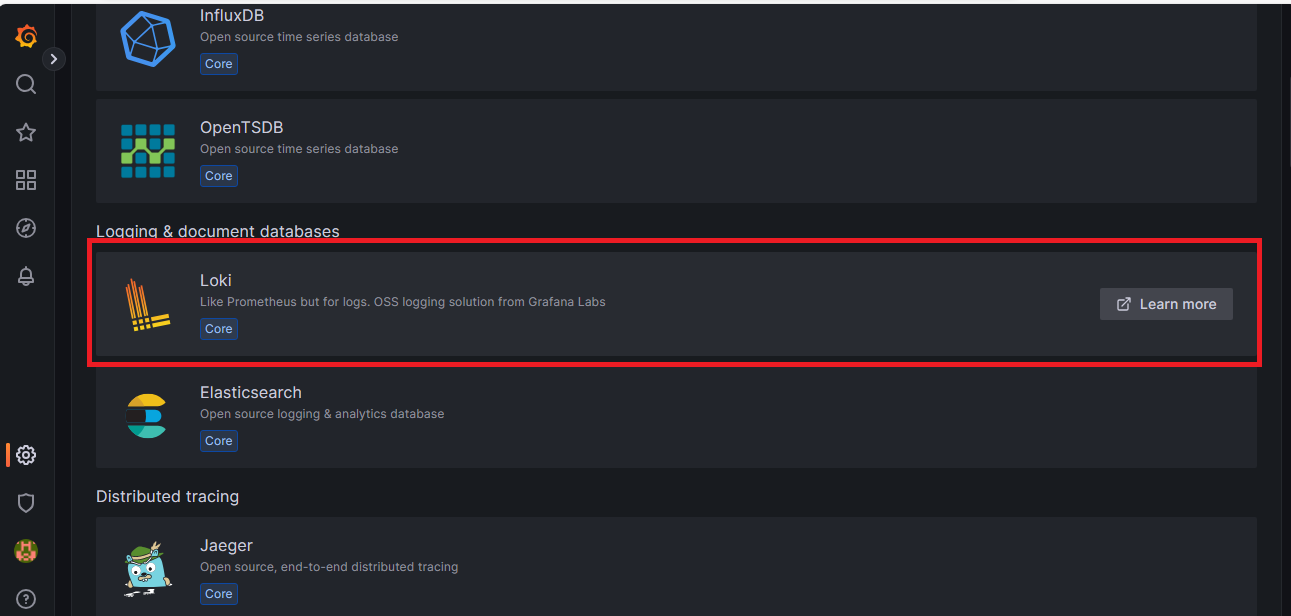 InfluxDB
Open source time series database
Core
OpenTSDB
Open source time series database
Core
Logging & document databases
Loki
Like Prometheus but for logs. OSS logging solution from Grafana Labs
Core
Learn more
Elasticsearch
Open source logging & analytics database
Core
Distributed tracing
Jaeger
Open source, end-to-end distributed tracing
Core